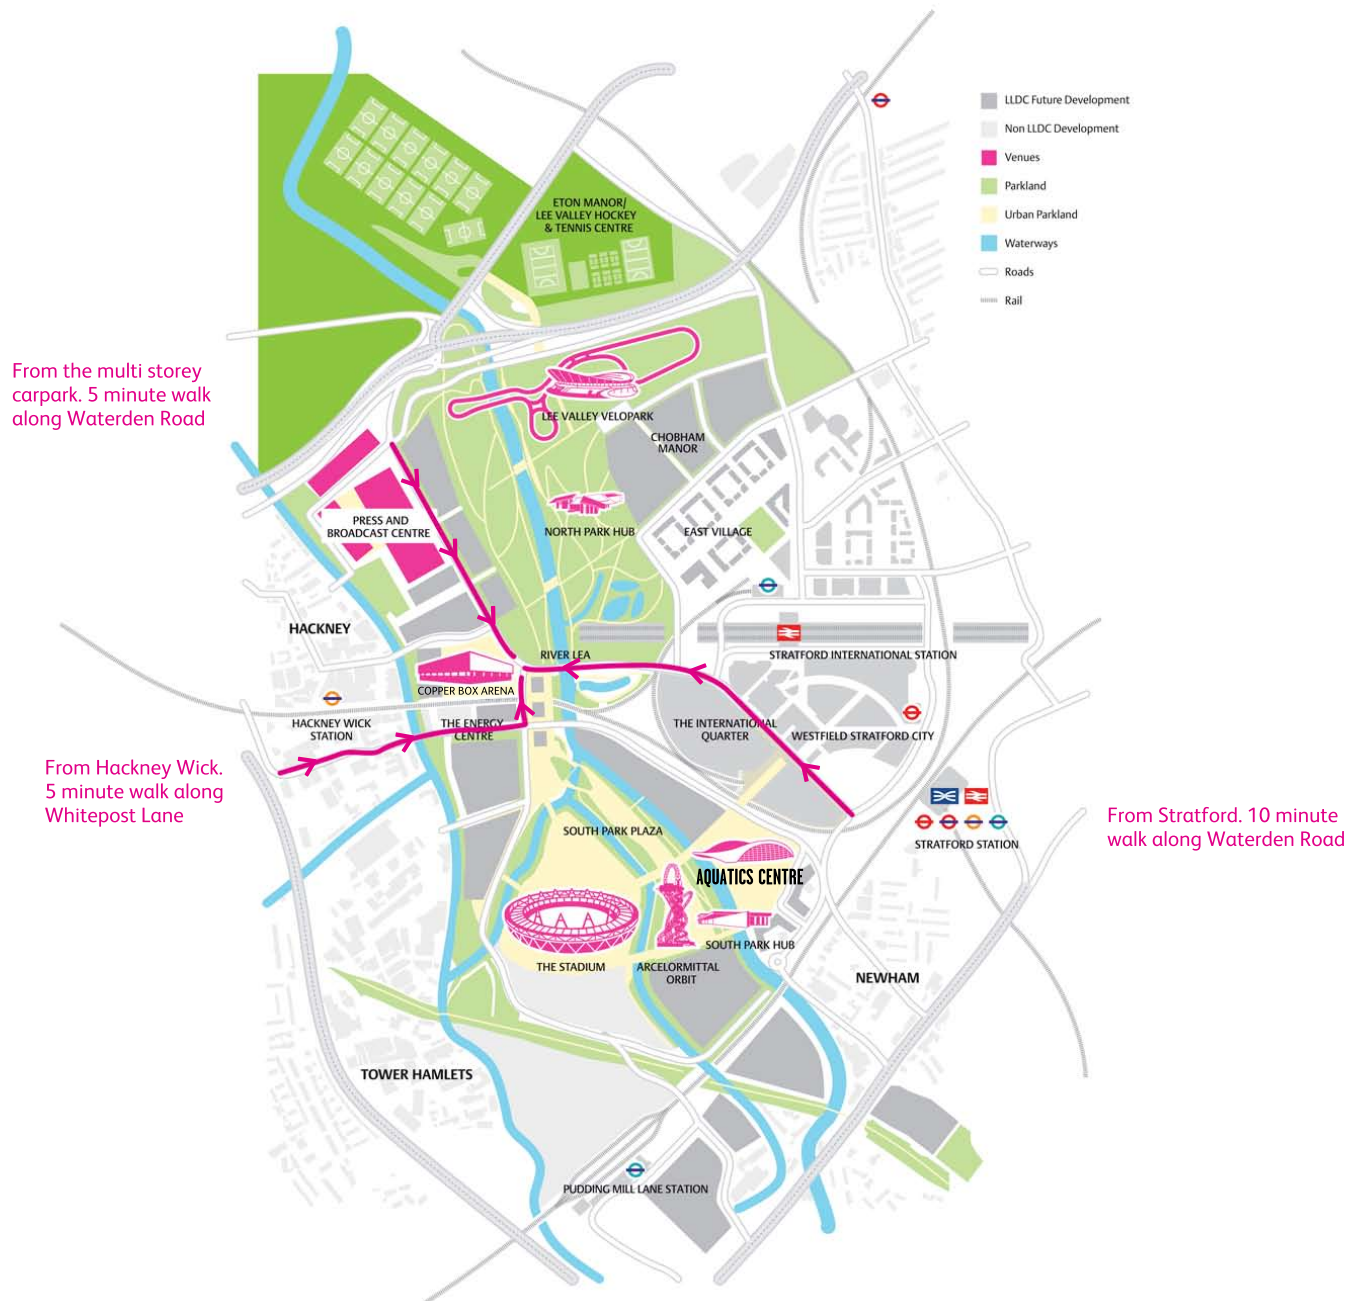 LLDC Future Development
Non LLDC Development
Venues
Parkland
Urban Parkland
Waterways
Roads
Rail
ETON MANOR/
LEE VALLEY HOCKEY
& TENNIS CENTRE
From the multi storey
carpark. 5 minute walk
along Waterden Road
LEE VALLEY VELOPARK
CHOBHAM
MANOR
PRESS AND
BROADCAST CENTRE
NORTH PARK HUB
EAST VILLAGE
HACKNEY
RIVER LEA
STRATFORD INTERNATIONAL STATION
COPPER BOX ARENA
HACKNEY WICK
STATION
THE ENERGY
CENTRE
THE INTERNATIONAL
QUARTER
WESTFIELD STRATFORD CITY
From Hackney Wick.
5 minute walk along
Whitepost Lane
From Stratford. 10 minute
walk along Waterden Road
STRATFORD STATION
SOUTH PARK PLAZA
AQUATICS CENTRE
SOUTH PARK HUB
THE STADIUM
ARCELORMITTAL
ORBIT
NEWHAM
TOWER HAMLETS
PUDDING MILL LANE STATION